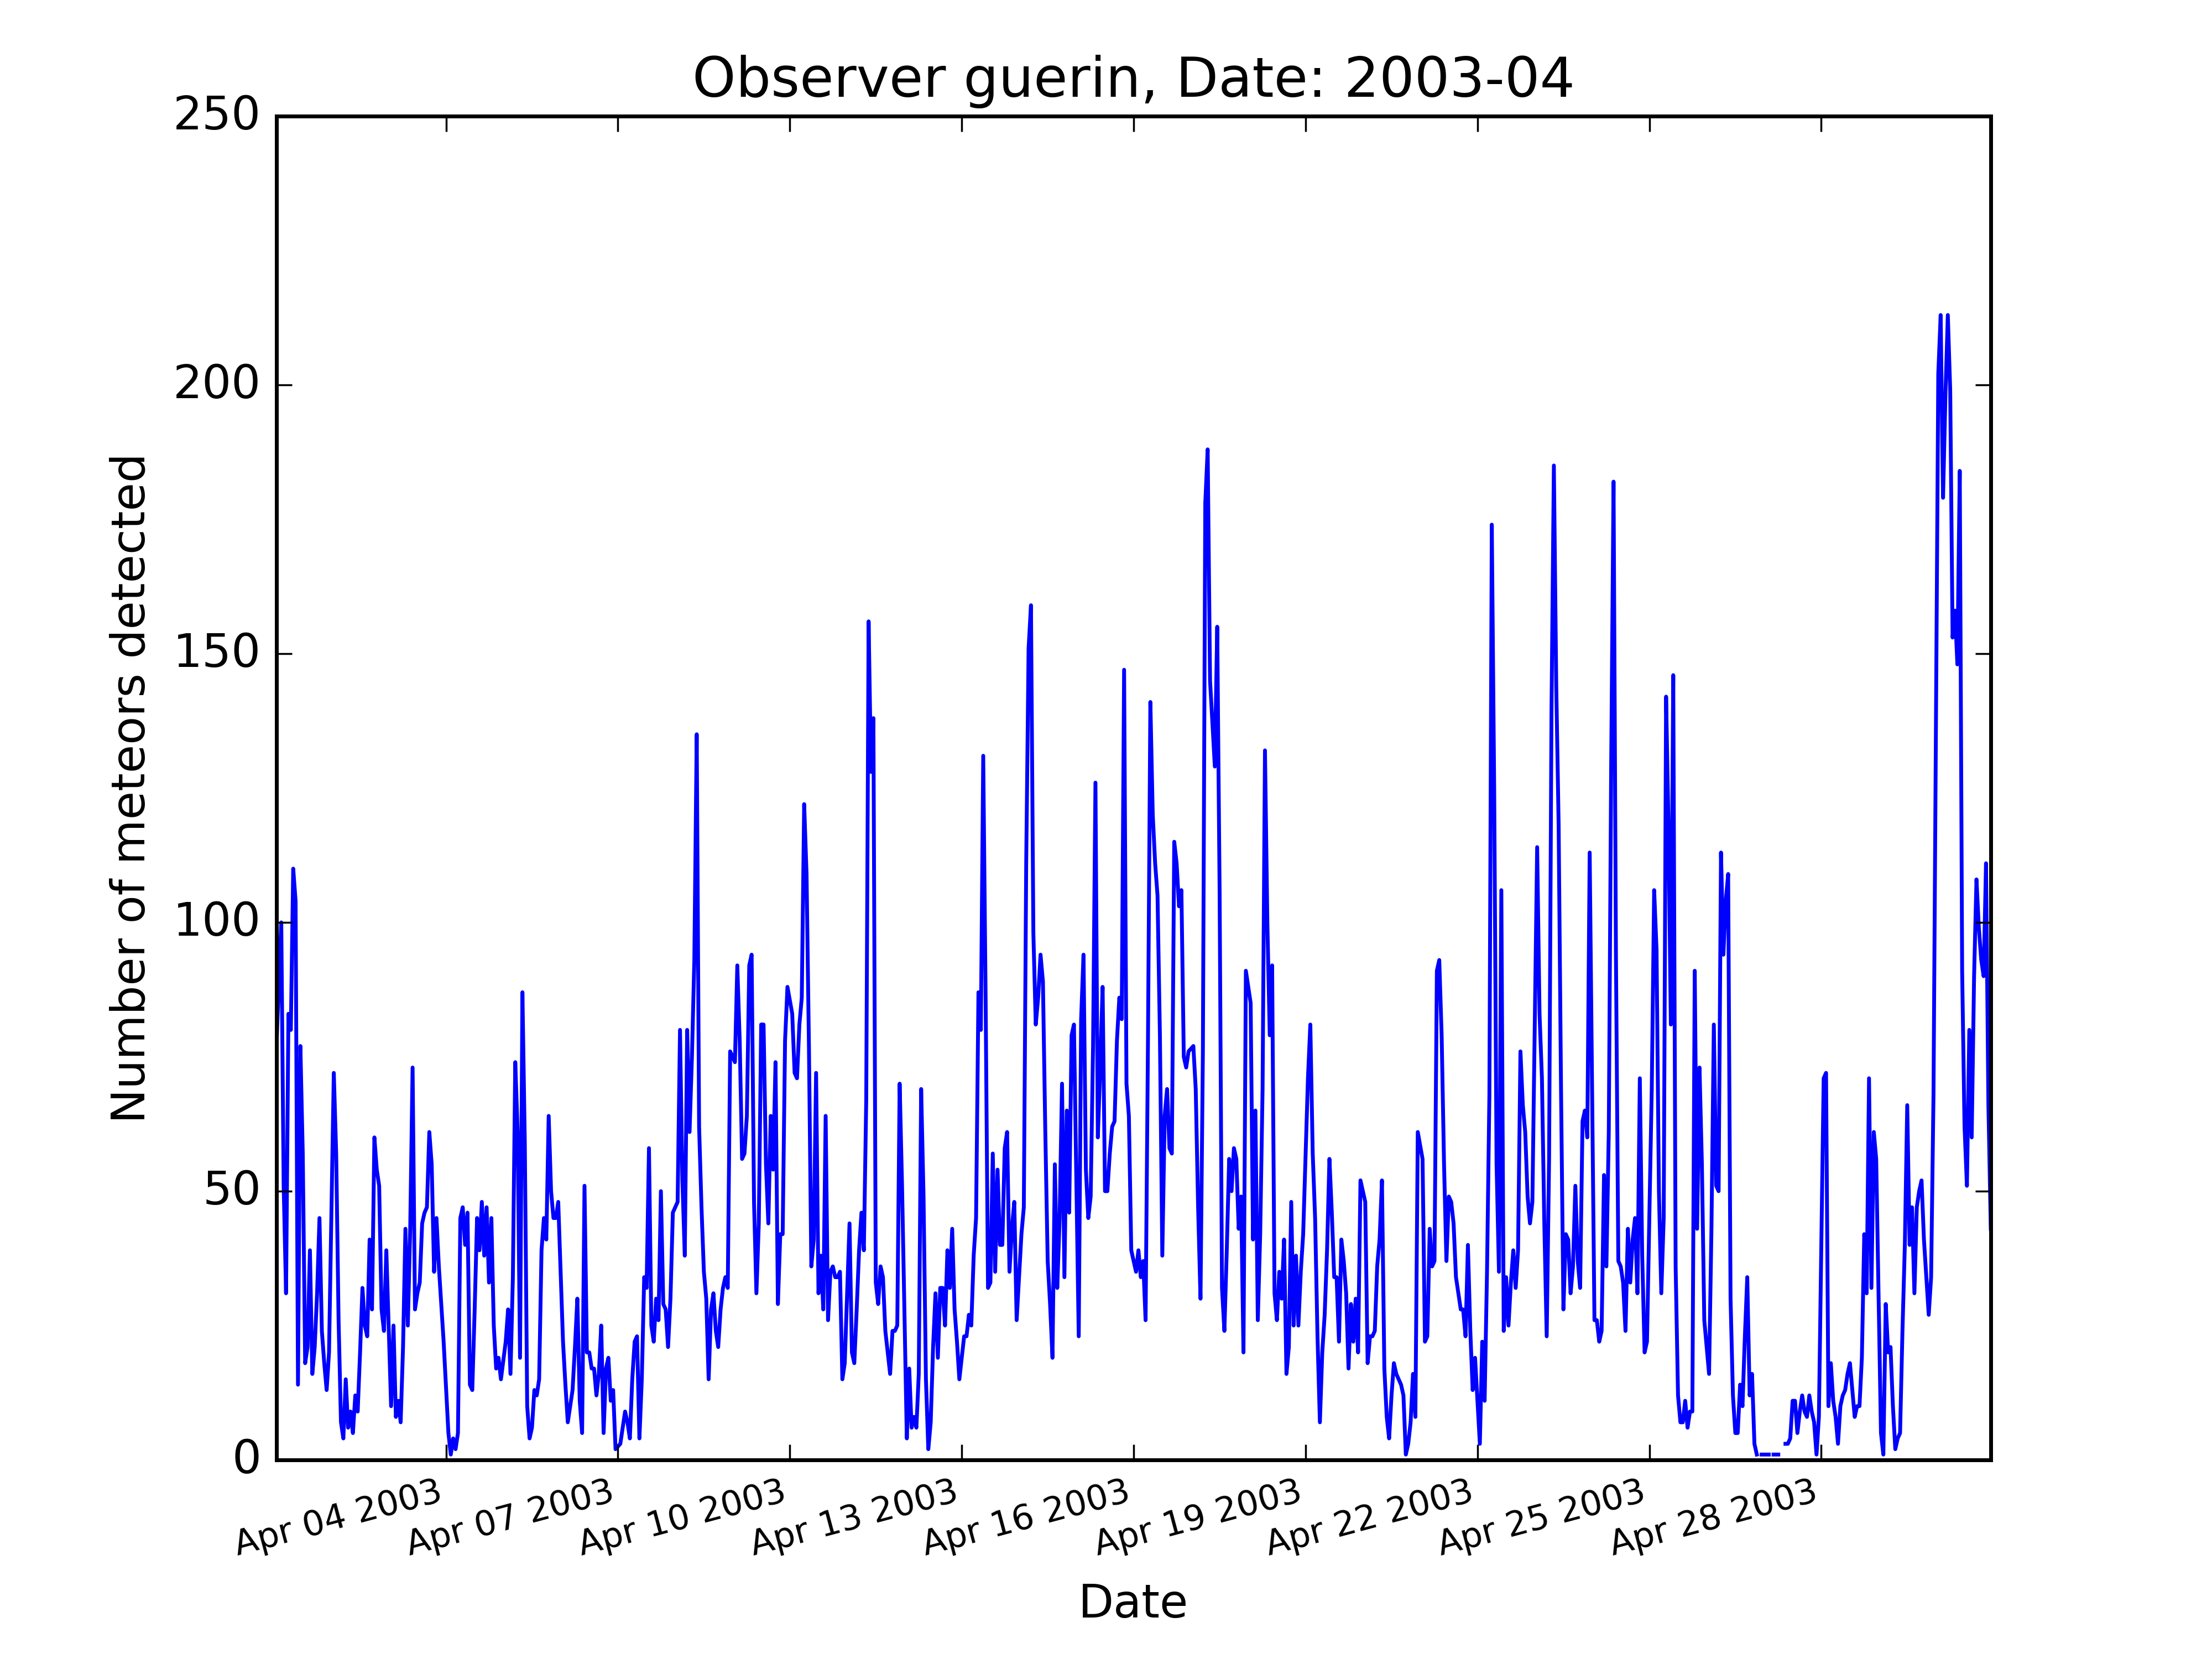 Observer guerin, Date: 2003-04
250
200
150
100
50
0
Number of meteors detected
Apr 04 2003
Apr 07 2003
Apr 10 2003
Apr 13 2003
Apr 16 2003
Apr 19 2003
Apr 22 2003
Apr 25 2003
Apr 28 2003
Date